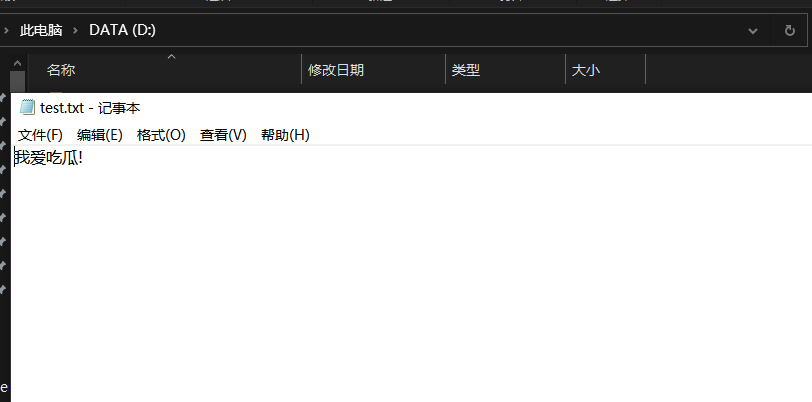 此电脑 > DATA (D:)
名称 修改日期 类型 大小
test.txt - 记事本
文件(F) 编辑(E) 格式(O) 查看(V) 帮助(H)
我爱吃瓜!
e